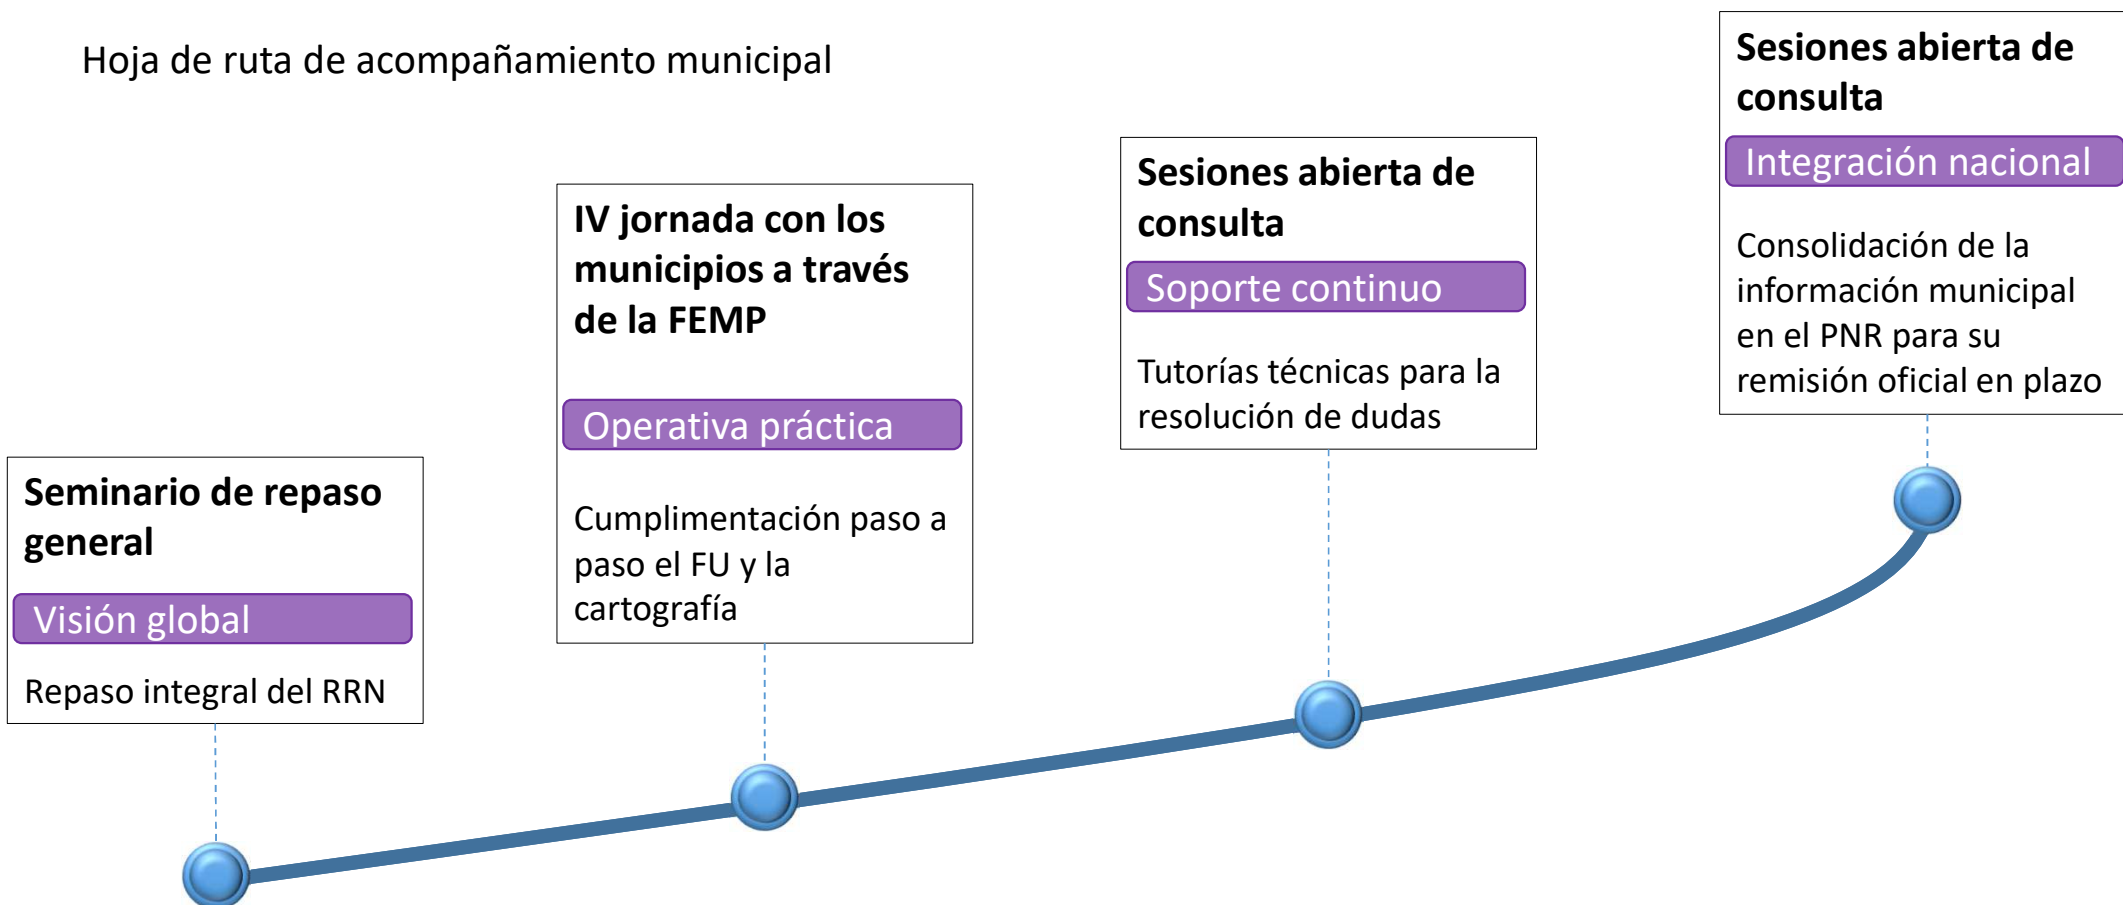 Hoja de ruta de acompañamiento municipal
Seminario de repaso
general
Visión global
Repaso integral del RRN
IV jornada con los
municipios a través
de la FEMP
Operativa práctica
Cumplimentación paso a
paso el FU y la
cartografía
Sesiones abierta de
consulta
Soporte continuo
Tutorías técnicas para la
resolución de dudas
Sesiones abierta de
consulta
Integración nacional
Consolidación de la
información municipal
en el PNR para su
remisión oficial en plazo